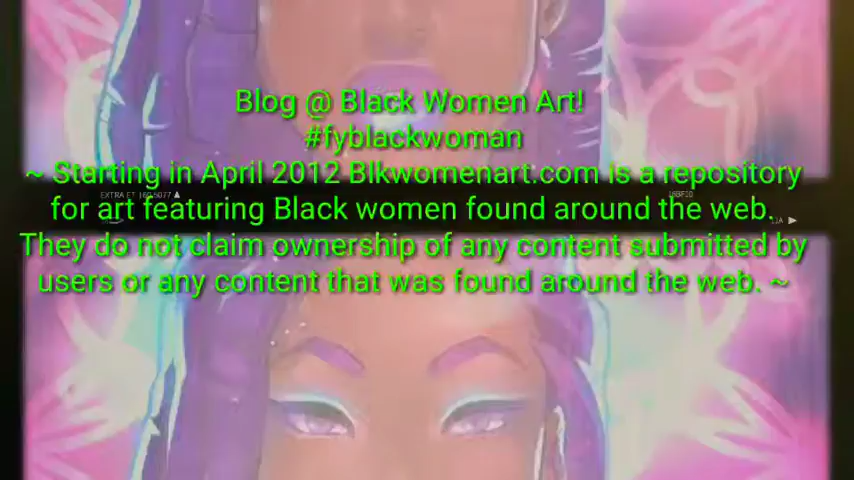 Blog @ Black Women Art!
#fyblackwoman
~ Starting in April 2012 Blkwomenart.com is a repository
for art featuring Black women found around the web.
They do not claim ownership of any content submitted by
users or any content that was found around the web. ~